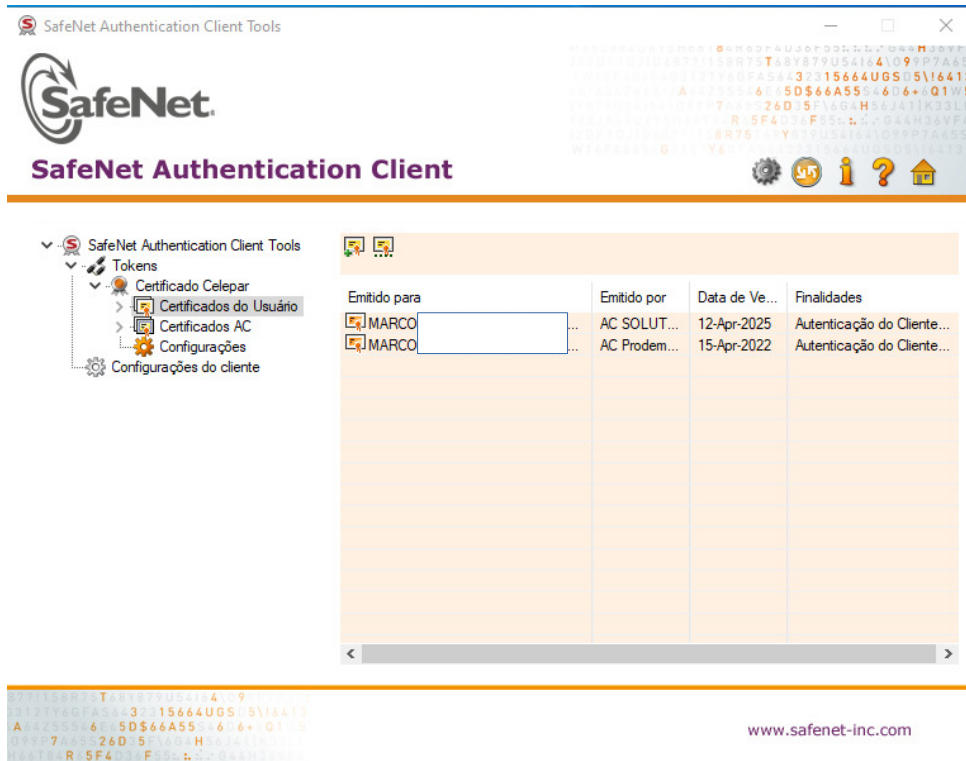 SafeNet Authentication Client Tools
SafeNet.
SafeNet Authentication Client
SafeNet Authentication Client Tools
Tokens
Certificado Celepar
Certificados do Usuário
Certificados AC
Configurações
Configurações do cliente
Emitido para Emitido por Data de Ve... Finalidades
MARCO ... AC SOLUT... 12-Apr-2025 Autenticação do Cliente...
MARCO ... AC Prodem... 15-Apr-2022 Autenticação do Cliente...
www.safenet-inc.com